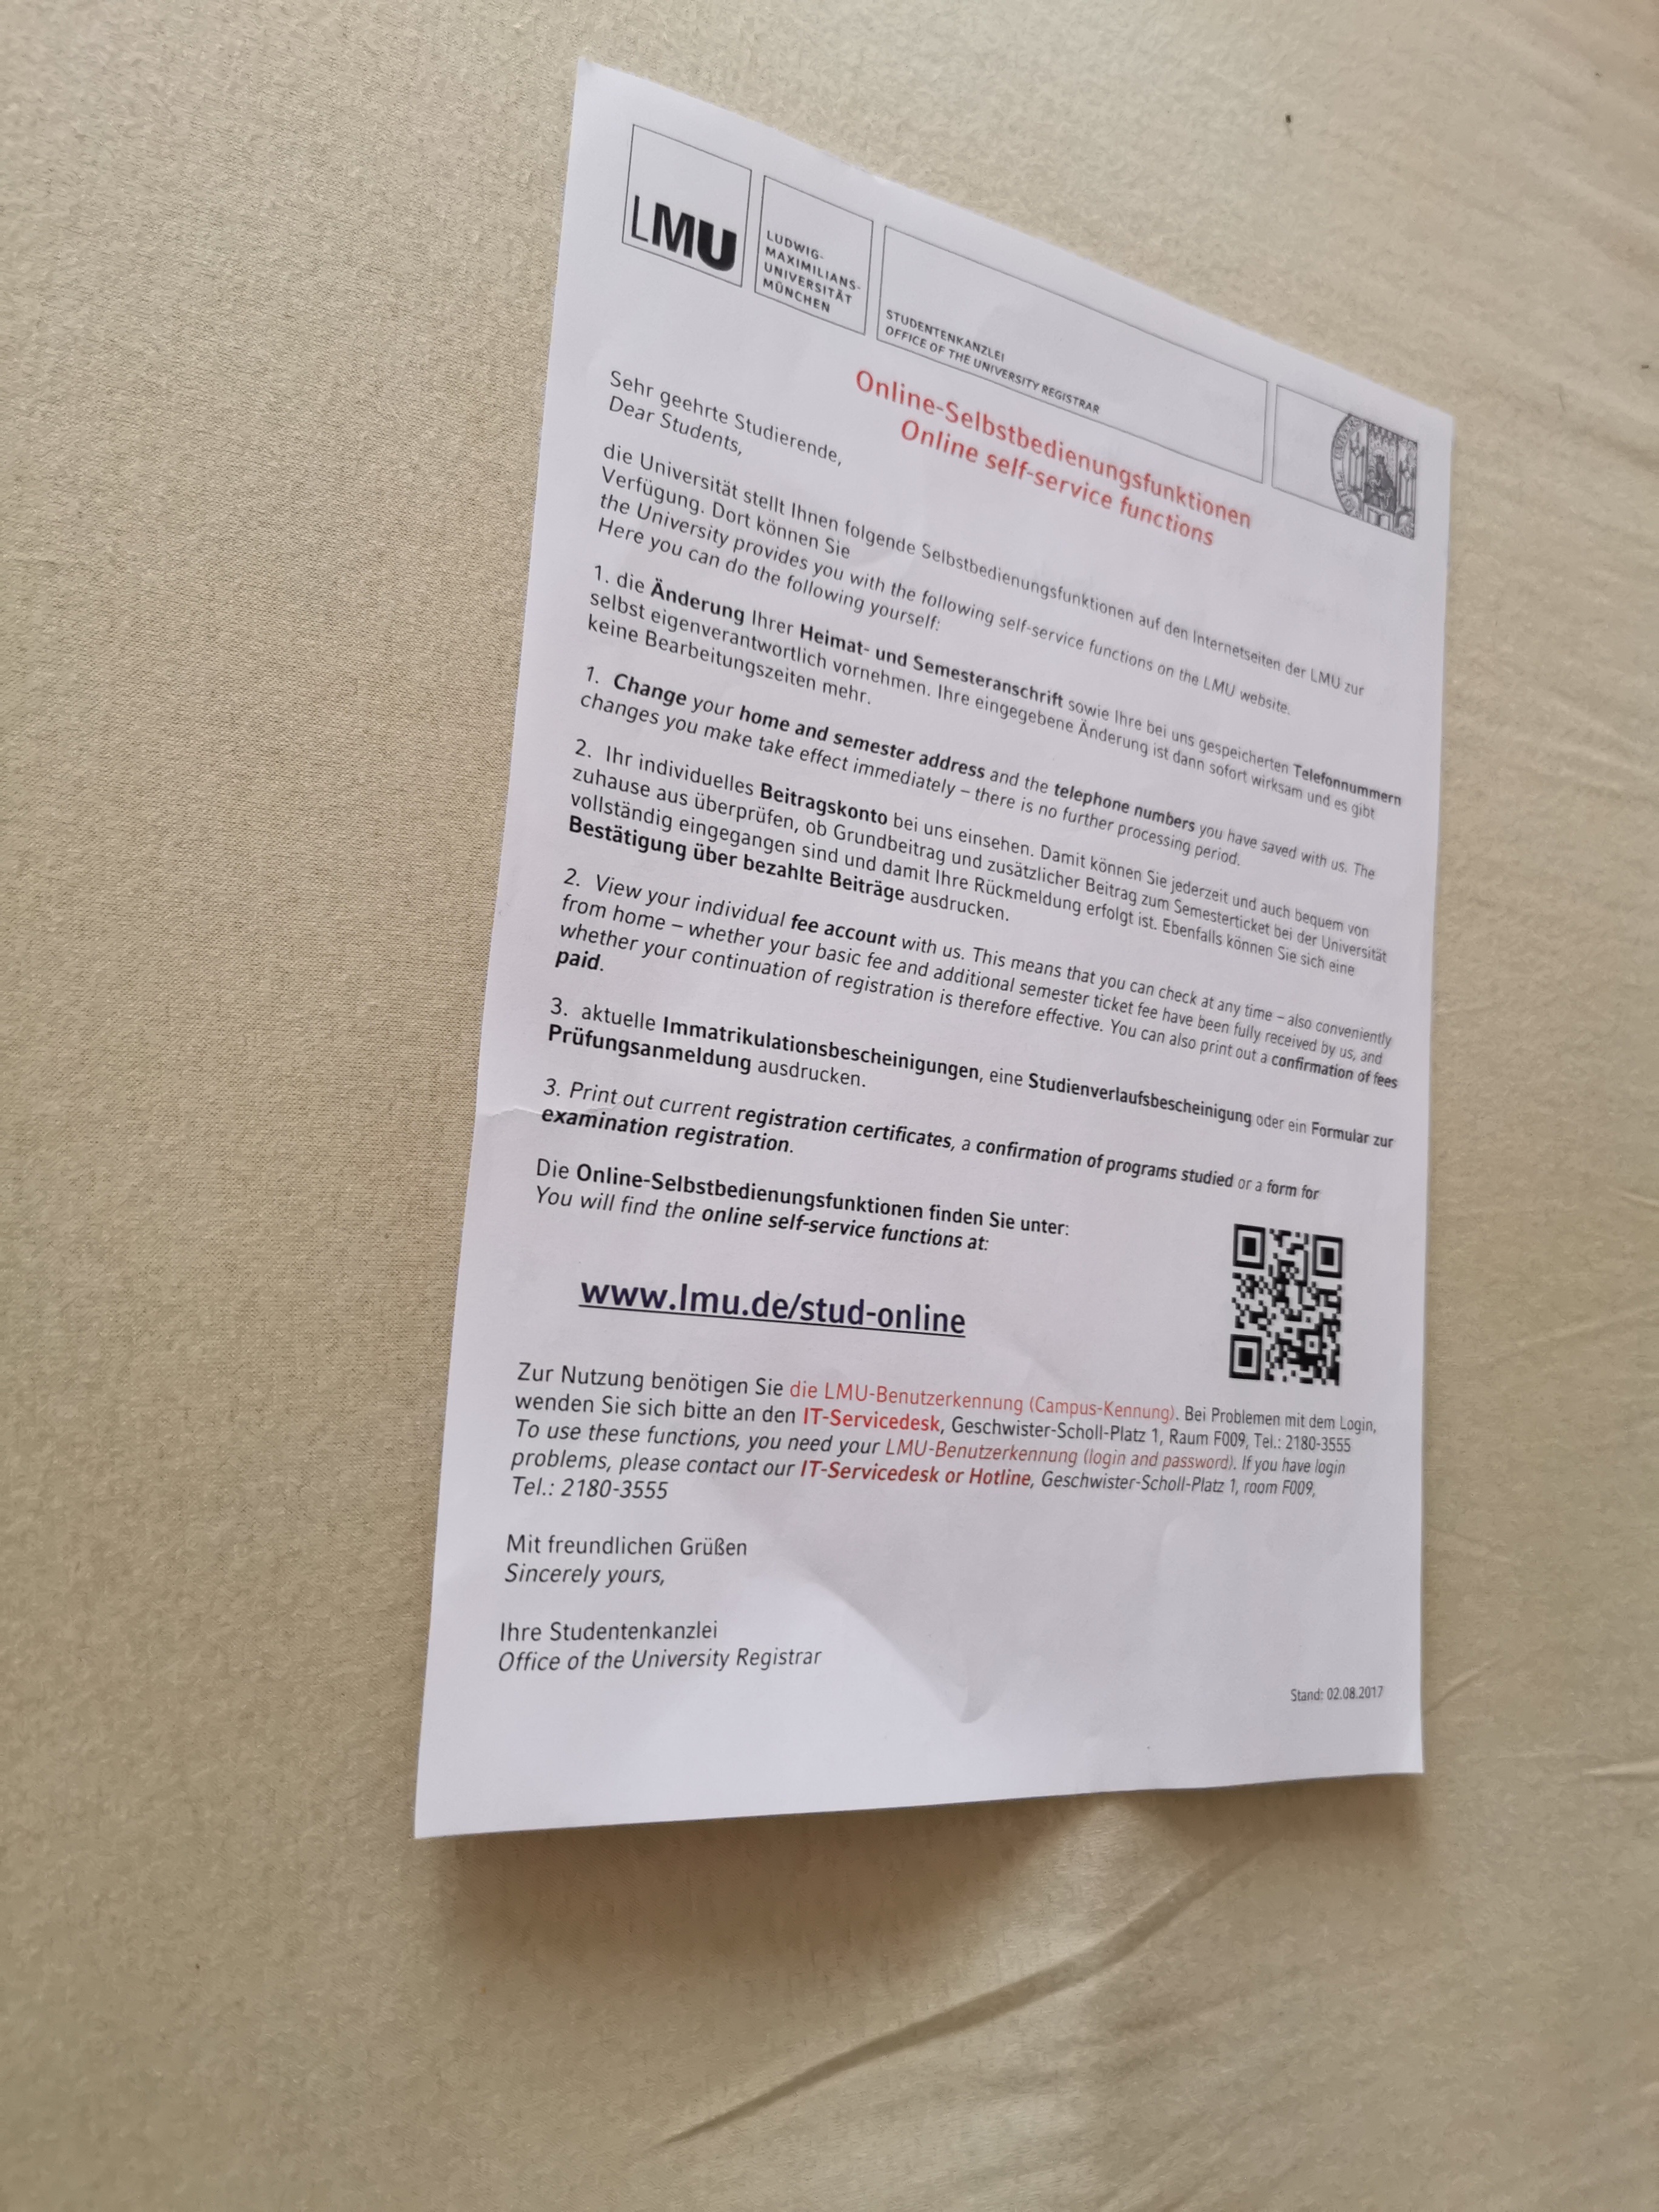 LMU
LUDWIG-
MAXIMILIANS-
UNIVERSITÄT
MÜNCHEN
STUDENTENKANZLEI
OFFICE OF THE UNIVERSITY REGISTRAR
Online-Selbstbedienungsfunktionen
Online self-service functions
Sehr geehrte Studierende,
Dear Students,
die Universität stellt Ihnen folgende Selbstbedienungsfunktionen auf den Internetseiten der LMU zur
Verfügung. Dort können Sie
the University provides you with the following self-service functions on the LMU website.
Here you can do the following yourself:
1. die Änderung Ihrer Heimat- und Semesteranschrift sowie Ihre bei uns gespeicherten Telefonnummern
selbst eigenverantwortlich vornehmen. Ihre eingegebene Änderung ist dann sofort wirksam und es gibt
keine Bearbeitungszeiten mehr.
1. Change your home and semester address and the telephone numbers you have saved with us. The
changes you make take effect immediately – there is no further processing period.
2. Ihr individuelles Beitragskonto bei uns einsehen. Damit können Sie jederzeit und auch bequem von
zuhause aus überprüfen, ob Grundbeitrag und zusätzlicher Beitrag zum Semesterticket bei der Universität
vollständig eingegangen sind und damit Ihre Rückmeldung erfolgt ist. Ebenfalls können Sie sich eine
Bestätigung über bezahlte Beiträge ausdrucken.
2. View your individual fee account with us. This means that you can check at any time – also conveniently
from home – whether your basic fee and additional semester ticket fee have been fully received by us, and
whether your continuation of registration is therefore effective. You can also print out a confirmation of fees
paid.
3. aktuelle Immatrikulationsbescheinigungen, eine Studienverlaufsbescheinigung oder ein Formular zur
Prüfungsanmeldung ausdrucken.
3. Print out current registration certificates, a confirmation of programs studied or a form for
examination registration.
Die Online-Selbstbedienungsfunktionen finden Sie unter:
You will find the online self-service functions at:
www.lmu.de/stud-online
Zur Nutzung benötigen Sie die LMU-Benutzerkennung (Campus-Kennung). Bei Problemen mit dem Login,
wenden Sie sich bitte an den IT-Servicedesk, Geschwister-Scholl-Platz 1, Raum F009, Tel.: 2180-3555
To use these functions, you need your LMU-Benutzerkennung (login and password). If you have login
problems, please contact our IT-Servicedesk or Hotline, Geschwister-Scholl-Platz 1, room F009,
Tel.: 2180-3555
Mit freundlichen Grüßen
Sincerely yours,
Ihre Studentenkanzlei
Office of the University Registrar
Stand: 02.08.2017